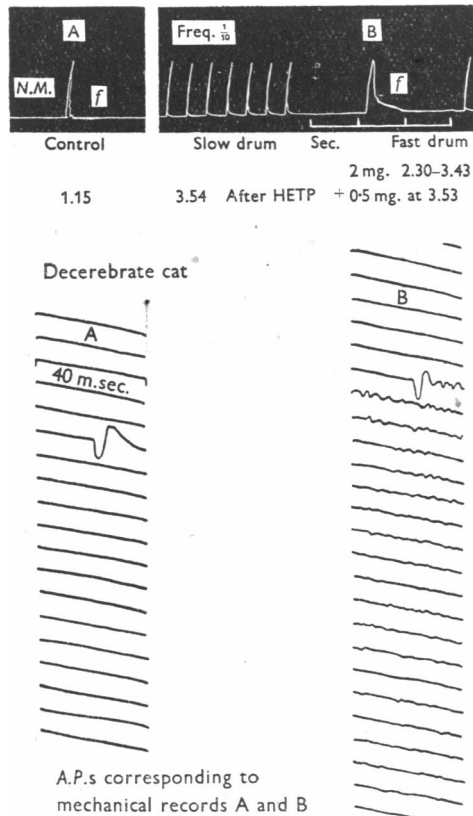 A
Freq. 1/10
B
N.M.
f
f
Control
Slow drum
Sec.
Fast drum
2 mg. 2.30–3.43
1.15
3.54 After HETP + 0·5 mg. at 3.53
Decerebrate cat
A
B
40 m.sec.
A.P.s corresponding to
mechanical records A and B